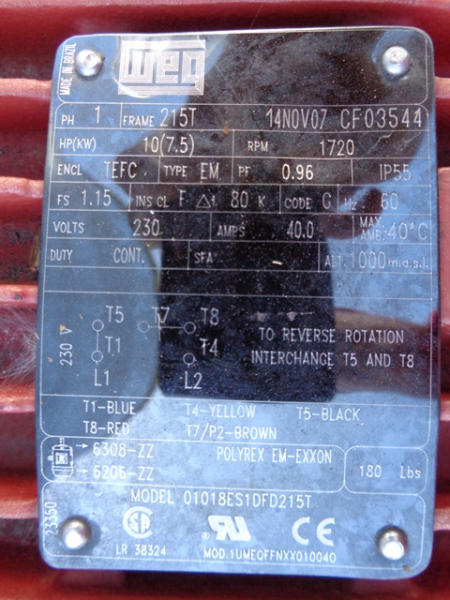 MADE IN BRAZIL
WEG
PH 1 FRAME 215T 14NOV07 CF03544
HP(KW) 10(7.5) RPM 1720
ENCL TEFC TYPE EM PF 0.96 IP55
FS 1.15 INS CL F Δt 80 K CODE G Hz 60
VOLTS 230 AMPS 40.0 MAX AMB. 40°C
DUTY CONT. SFA ALT. 1000 m.a.s.l.
230 V
T5 T7 T8
T1 T4
L1 L2
TO REVERSE ROTATION
INTERCHANGE T5 AND T8
T1-BLUE T4-YELLOW T5-BLACK
T8-RED T7/P2-BROWN
6308-ZZ POLYREX EM-EXXON
6206-ZZ
180 Lbs
MODEL 01018ES1DFD215T
SA UL CE
LR 38324 MOD.1UMEOFFNXX010040